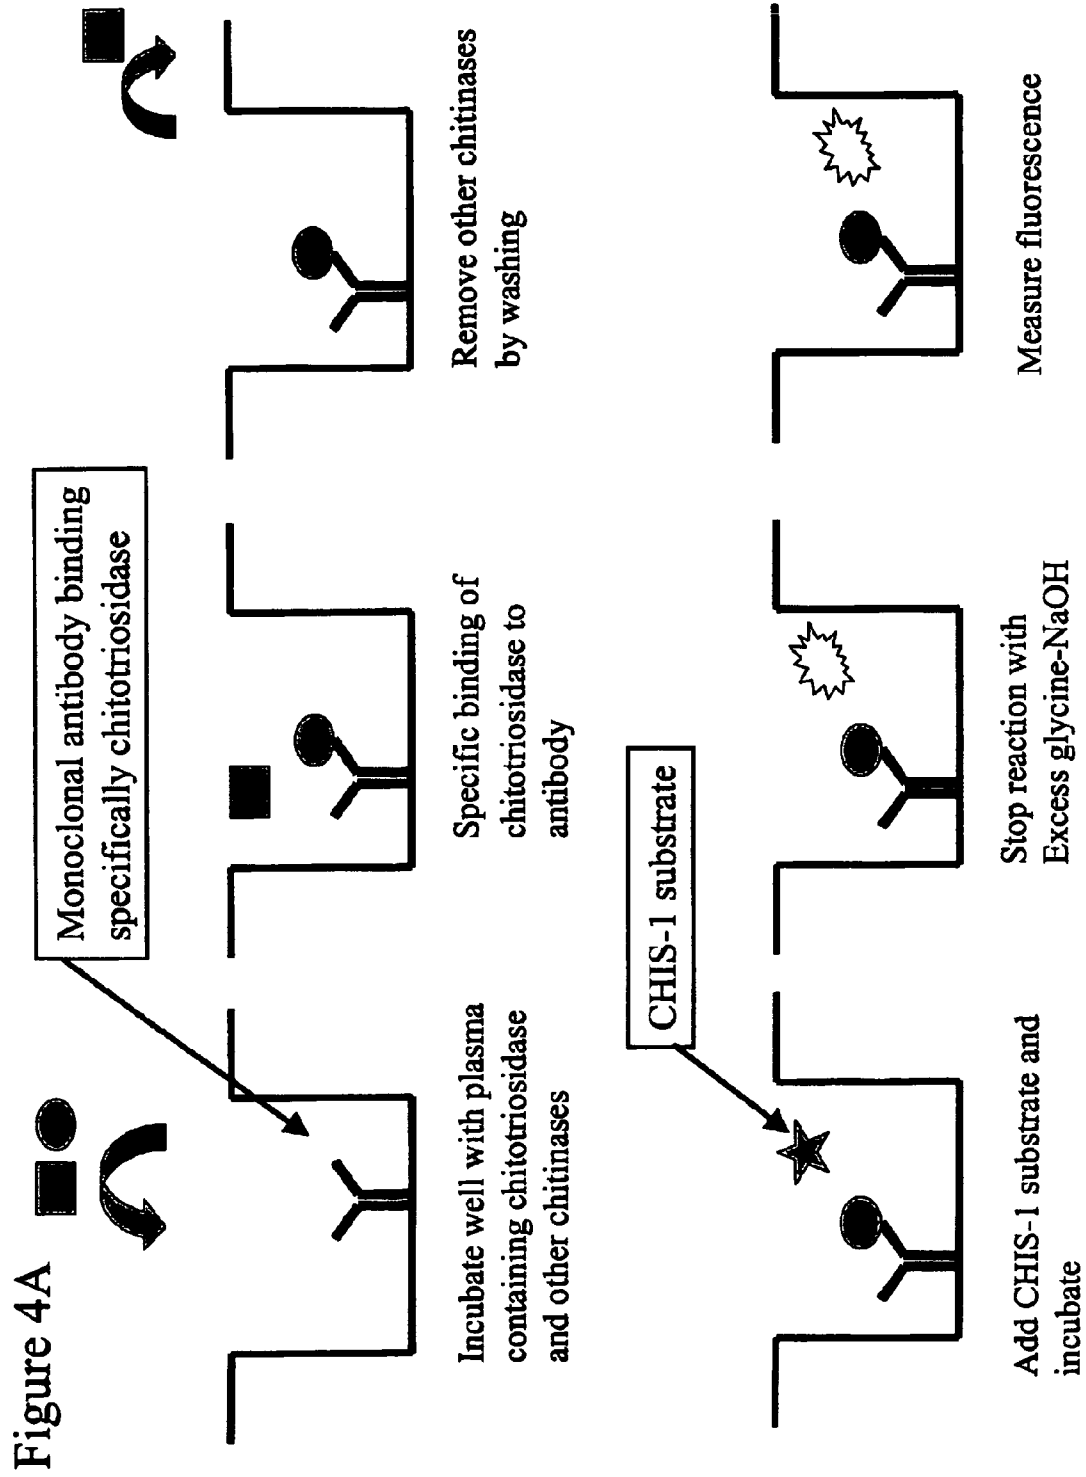 Figure 4A
Monoclonal antibody binding
specifically chitotriosidase
Incubate well with plasma
containing chitotriosidase
and other chitinases
Specific binding of
chitotriosidase to
antibody
Remove other chitinases
by washing
CHIS-1 substrate
Add CHIS-1 substrate and
incubate
Stop reaction with
Excess glycine-NaOH
Measure fluorescence